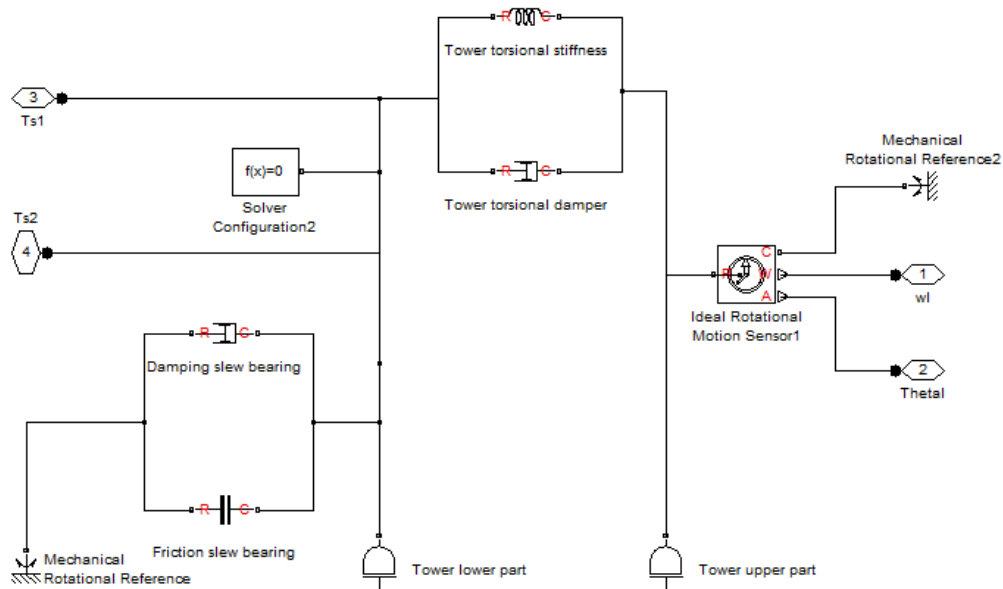 R C
Tower torsional stiffness
3
Ts1
Mechanical
Rotational Reference2
f(x)=0
R C
Solver
Configuration2
Tower torsional damper
Ts2
4
C
R W
A
1
wl
Ideal Rotational
Motion Sensor1
R C
Damping slew bearing
2
Thetal
R C
Friction slew bearing
Mechanical
Rotational Reference
Tower lower part
Tower upper part